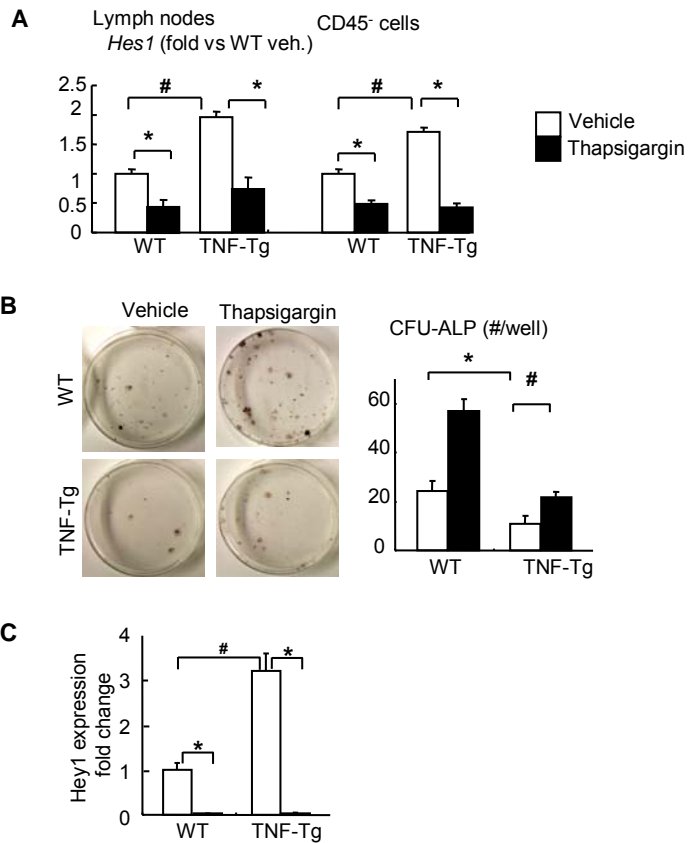 A
Lymph nodes
CD45- cells
Hes1 (fold vs WT veh.)
2.5
2
1.5
1
0.5
0
#
*
*
#
*
*
WT TNF-Tg WT TNF-Tg
Vehicle
Thapsigargin
B
Vehicle Thapsigargin
WT
TNF-Tg
CFU-ALP (#/well)
*
#
60
40
20
0
WT TNF-Tg
C
Hey1 expression
fold change
4
3
2
1
0
#
*
*
WT TNF-Tg